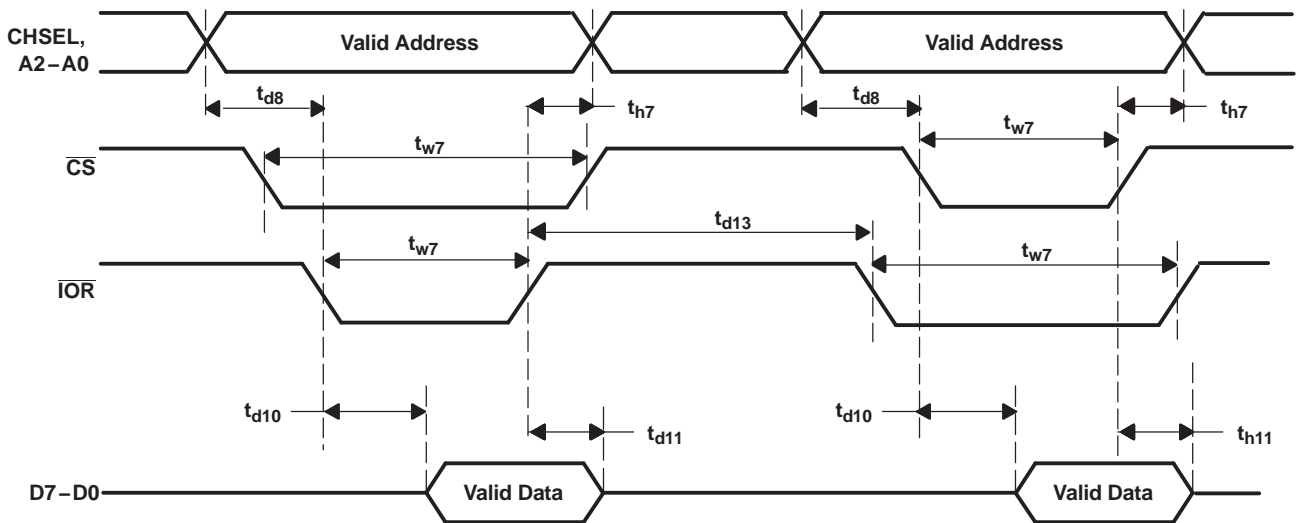 CHSEL,
A2–A0
Valid Address
Valid Address
td8
th7
td8
th7
tw7
tw7
CS
td13
tw7
tw7
IOR
td10
td11
td10
th11
D7–D0
Valid Data
Valid Data